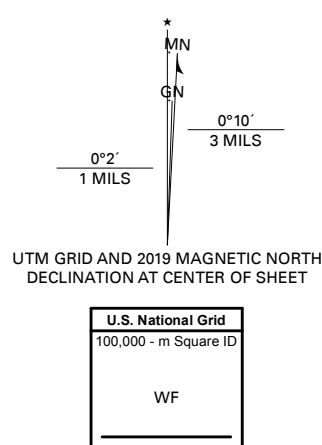 ★
MN
GN
0°10´
3 MILS
0°2´
1 MILS
UTM GRID AND 2019 MAGNETIC NORTH
DECLINATION AT CENTER OF SHEET
U.S. National Grid
100,000 - m Square ID
WF